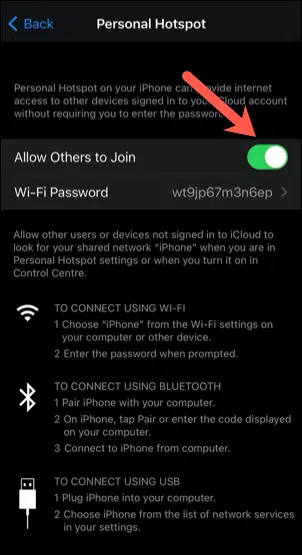 Back
Personal Hotspot
Personal Hotspot on your iPhone can provide internet
access to other devices signed in to your iCloud account
without requiring you to enter the password.
Allow Others to Join
Wi-Fi Password wt9jp67m3n6ep
Allow other users or devices not signed in to iCloud to
look for your shared network “iPhone” when you are in
Personal Hotspot settings or when you turn it on in
Control Centre.
TO CONNECT USING WI-FI
1 Choose “iPhone” from the Wi-Fi settings on
your computer or other device.
2 Enter the password when prompted.
TO CONNECT USING BLUETOOTH
1 Pair iPhone with your computer.
2 On iPhone, tap Pair or enter the code displayed
on your computer.
3 Connect to iPhone from computer.
TO CONNECT USING USB
1 Plug iPhone into your computer.
2 Choose iPhone from the list of network services
in your settings.